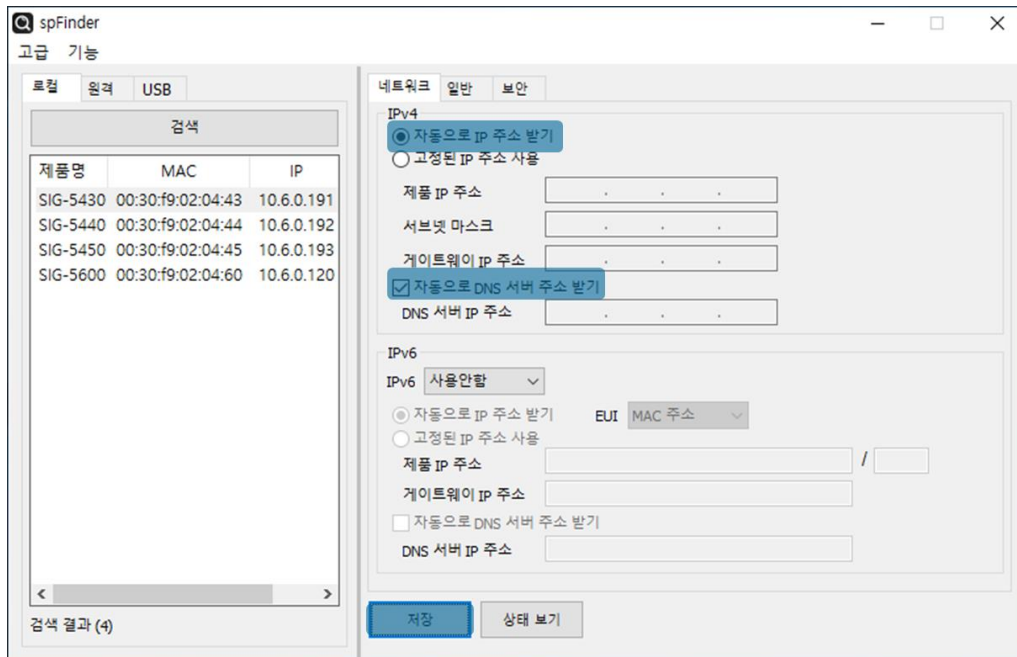 spFinder
고급 기능
로컬 원격 USB
검색
제품명 MAC IP
SIG-5430 00:30:f9:02:04:43 10.6.0.191
SIG-5440 00:30:f9:02:04:44 10.6.0.192
SIG-5450 00:30:f9:02:04:45 10.6.0.193
SIG-5600 00:30:f9:02:04:60 10.6.0.120
검색 결과 (4)
네트워크 일반 보안
IPv4
자동으로 IP 주소 받기
고정된 IP 주소 사용
제품 IP 주소 . . .
서브넷 마스크 . . .
게이트웨이 IP 주소 . . .
자동으로 DNS 서버 주소 받기
DNS 서버 IP 주소 . . .
IPv6
IPv6 사용안함
자동으로 IP 주소 받기 EUI MAC 주소
고정된 IP 주소 사용
제품 IP 주소 /
게이트웨이 IP 주소
자동으로 DNS 서버 주소 받기
DNS 서버 IP 주소
저장 상태 보기